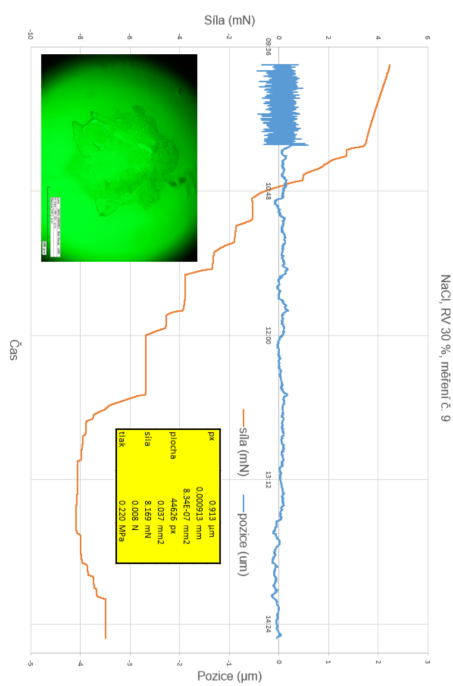 NaCl, RV 30 %, měření č. 9
síla (mN) pozice (um)
Síla (mN)
6
4
2
0
-2
-4
-6
-8
-10
Pozice (µm)
3
2
1
0
-1
-2
-3
-4
-5
09:36 10:48 12:00 13:12 14:24
Čas
px 0.913 µm
0.000913 mm
8.34E-07 mm2
plocha 44626 px
0.037 mm2
síla 8.169 mN
0.008 N
tlak 0.220 MPa